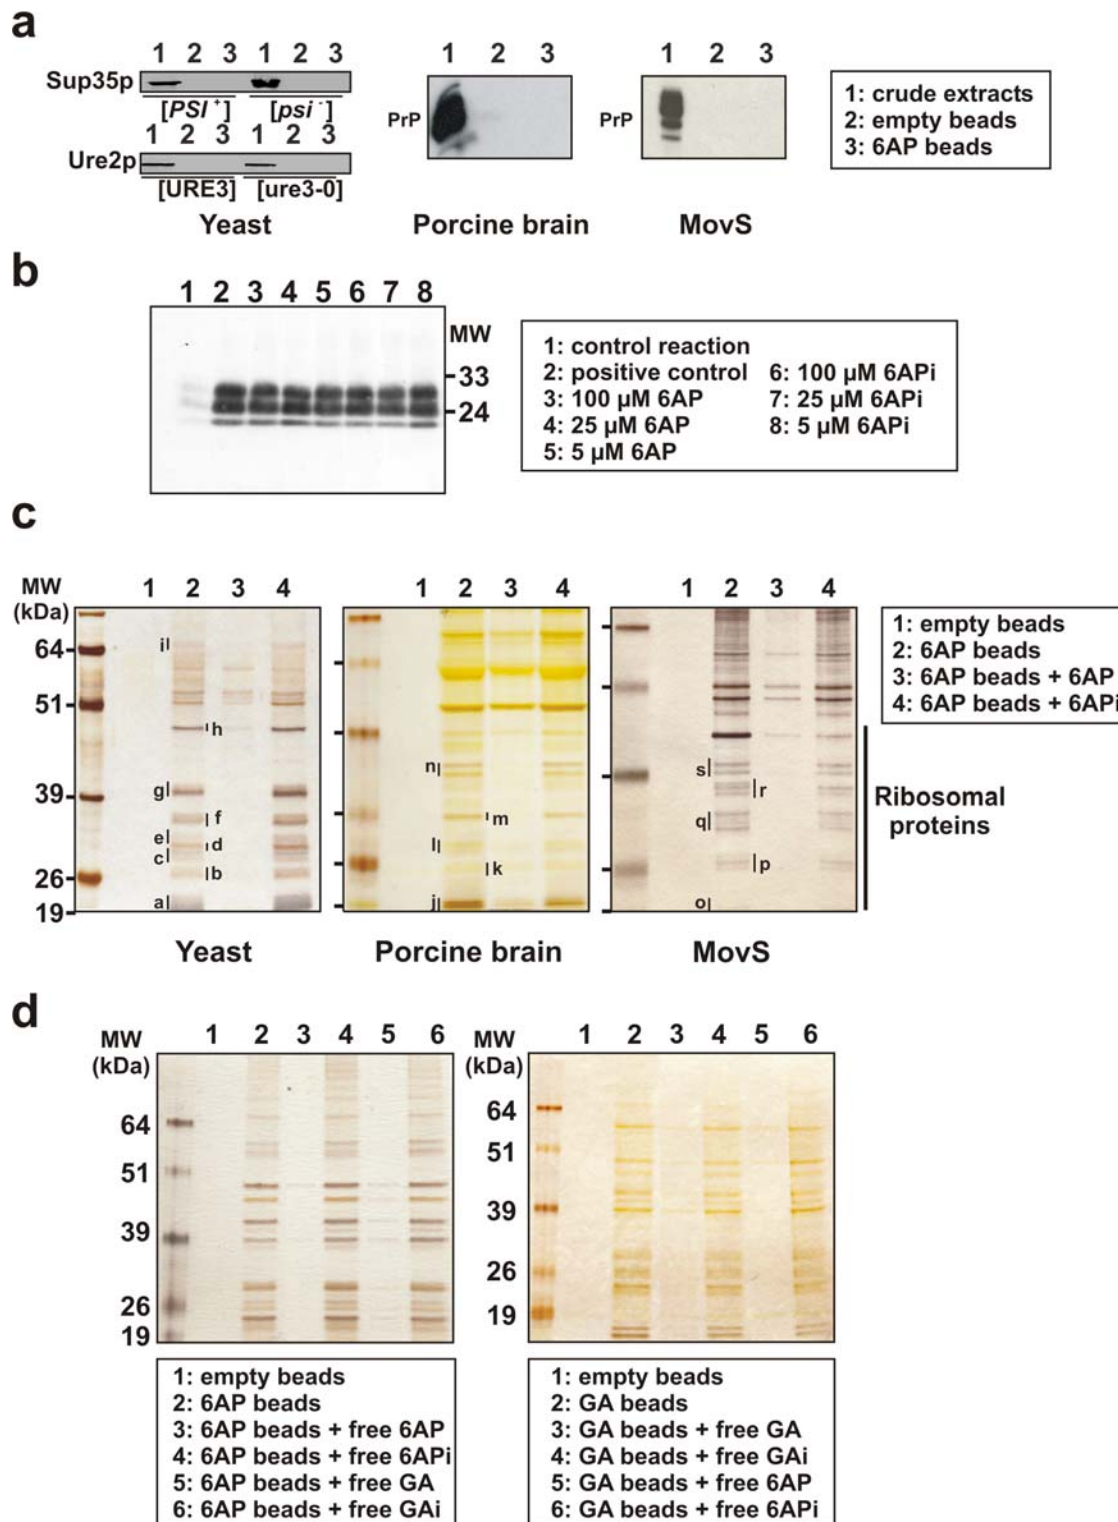 a
1 2 3 1 2 3
Sup35p
[PSI +] [psi -]
1 2 3 1 2 3
Ure2p
[URE3] [ure3-0]
Yeast
1 2 3
PrP
Porcine brain
1 2 3
PrP
MovS
1: crude extracts
2: empty beads
3: 6AP beads
b
1 2 3 4 5 6 7 8
MW
33
24
1: control reaction
2: positive control
3: 100 µM 6AP
4: 25 µM 6AP
5: 5 µM 6AP
6: 100 µM 6APi
7: 25 µM 6APi
8: 5 µM 6APi
c
MW
(kDa)
1 2 3 4
64
51
39
26
19
i
h
g
f
e
d
c
b
a
Yeast
1 2 3 4
n
m
l
k
j
Porcine brain
1 2 3 4
s
r
q
p
o
MovS
1: empty beads
2: 6AP beads
3: 6AP beads + 6AP
4: 6AP beads + 6APi
Ribosomal
proteins
d
MW
(kDa)
1 2 3 4 5 6
64
51
39
26
19
1: empty beads
2: 6AP beads
3: 6AP beads + free 6AP
4: 6AP beads + free 6APi
5: 6AP beads + free GA
6: 6AP beads + free GAi
MW
(kDa)
1 2 3 4 5 6
64
51
39
26
19
1: empty beads
2: GA beads
3: GA beads + free GA
4: GA beads + free GAi
5: GA beads + free 6AP
6: GA beads + free 6APi